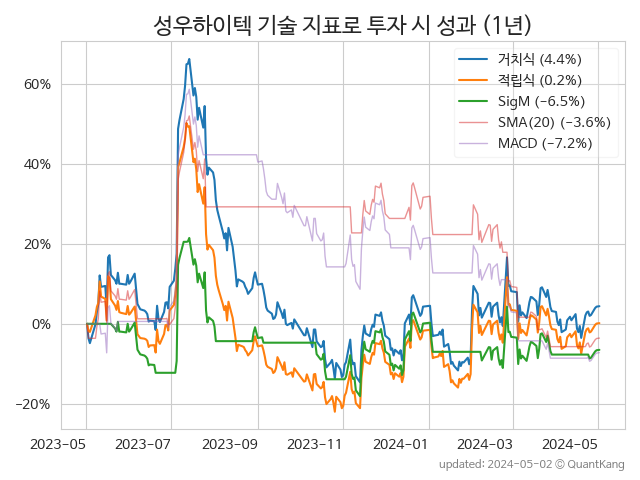 성우하이텍 기술 지표로 투자 시 성과 (1년)
거치식 (4.4%)
적립식 (0.2%)
SigM (−6.5%)
SMA(20) (−3.6%)
MACD (−7.2%)
60%
40%
20%
0%
−20%
2023-05 2023-07 2023-09 2023-11 2024-01 2024-03 2024-05
updated: 2024-05-02 © QuantKang